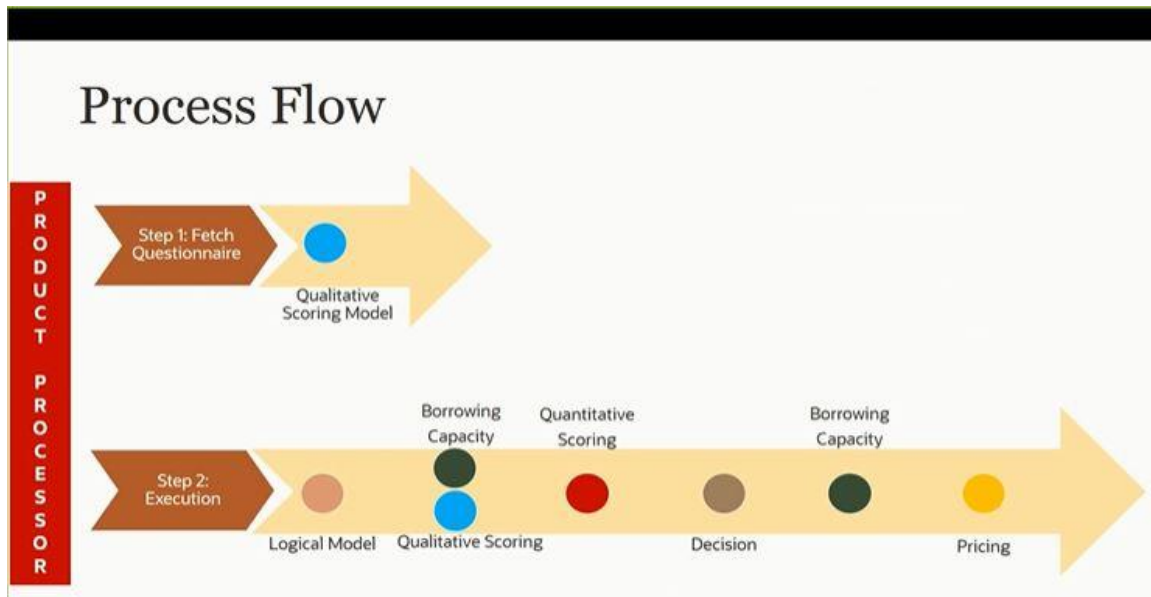 Process Flow
PRODUCT PROCESSOR
Step 1: Fetch
Questionnaire
Qualitative
Scoring Model
Step 2:
Execution
Logical Model
Borrowing
Capacity
Qualitative Scoring
Quantitative
Scoring
Decision
Borrowing
Capacity
Pricing